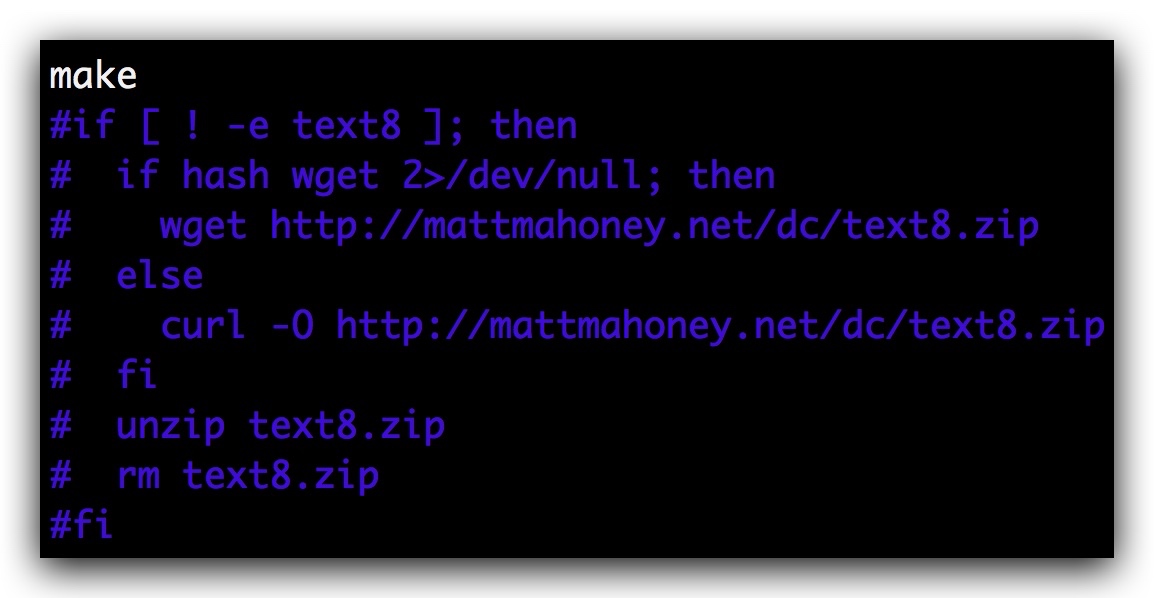 make
#if [ ! -e text8 ]; then
#  if hash wget 2>/dev/null; then
#    wget http://mattmahoney.net/dc/text8.zip
#  else
#    curl -O http://mattmahoney.net/dc/text8.zip
#  fi
#  unzip text8.zip
#  rm text8.zip
#fi